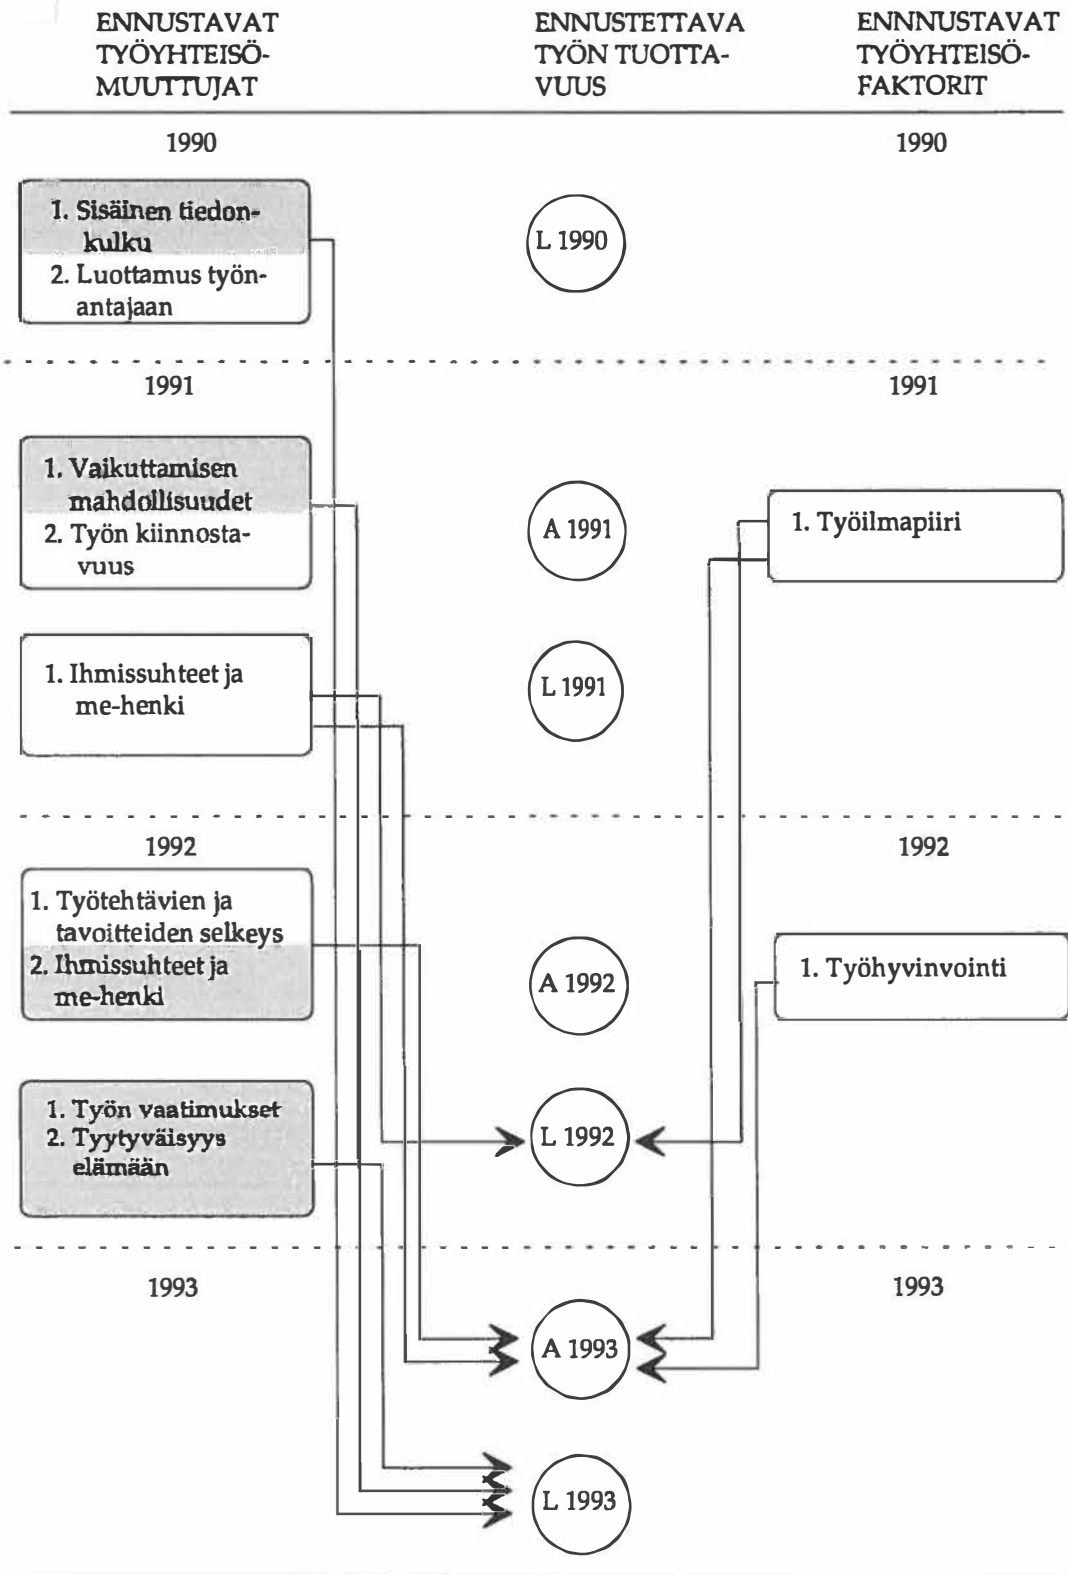 ENNUSTAVAT
TYÖYHTEISÖ-
MUUTTUJAT
ENNUSTETTAVA
TYÖN TUOTTA-
VUUS
ENNNUSTAVAT
TYÖYHTEISÖ-
FAKTORIT
1990
1990
1. Sisäinen tiedon-
kulku
2. Luottamus työn-
antajaan
L 1990
1991
1991
1. Vaikuttamisen
mahdollisuudet
2. Työn kiinnosta-
vuus
A 1991
1. Työilmapiiri
1. Ihmissuhteet ja
me-henki
L 1991
1992
1992
1. Työtehtävien ja
tavoitteiden selkeys
2. Ihmissuhteet ja
me-henki
A 1992
1. Työhyvinvointi
1. Työn vaatimukset
2. Tyytyväisyys
elämään
L 1992
1993
1993
A 1993
L 1993